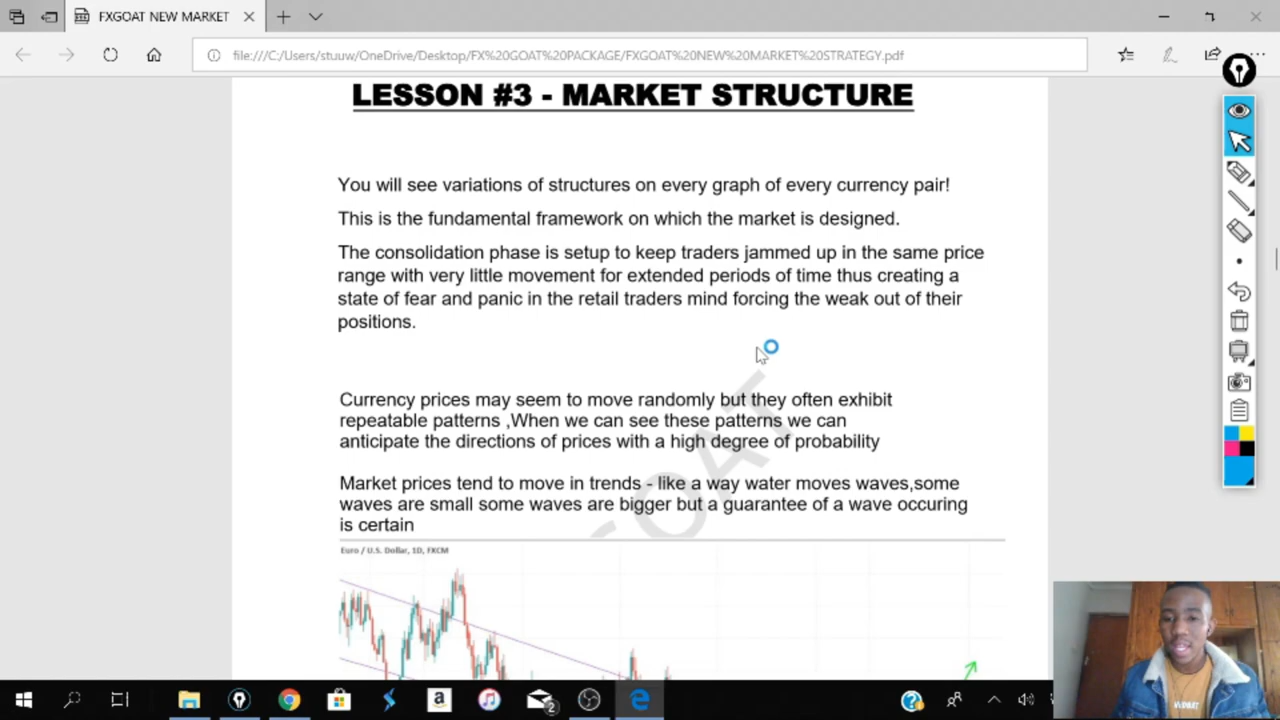 FXGOAT NEW MARKET
file:///C:/Users/stuuw/OneDrive/Desktop/FX%20GOAT%20PACKAGE/FXGOAT%20NEW%20MARKET%20STRATEGY.pdf
LESSON #3 - MARKET STRUCTURE
You will see variations of structures on every graph of every currency pair!
This is the fundamental framework on which the market is designed.
The consolidation phase is setup to keep traders jammed up in the same price
range with very little movement for extended periods of time thus creating a
state of fear and panic in the retail traders mind forcing the weak out of their
positions.
Currency prices may seem to move randomly but they often exhibit
repeatable patterns ,When we can see these patterns we can
anticipate the directions of prices with a high degree of probability
Market prices tend to move in trends - like a way water moves waves,some
waves are small some waves are bigger but a guarantee of a wave occuring
is certain
GOAT
Euro / U.S. Dollar, 1D, FXCM
2